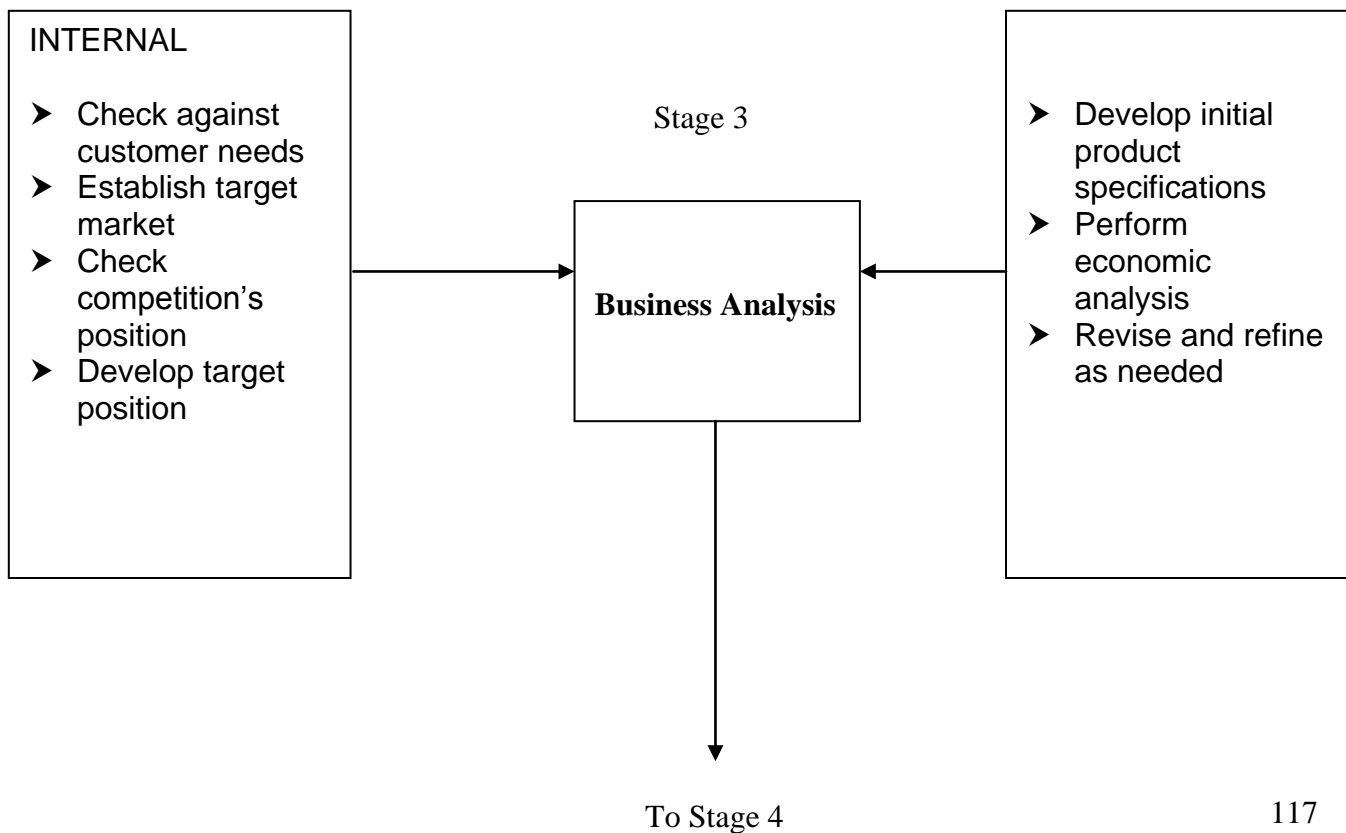 INTERNAL
➤ Check against
customer needs
➤ Establish target
market
➤ Check
competition’s
position
➤ Develop target
position
Stage 3
Business Analysis
➤ Develop initial
product
specifications
➤ Perform
economic
analysis
➤ Revise and refine
as needed
To Stage 4
117